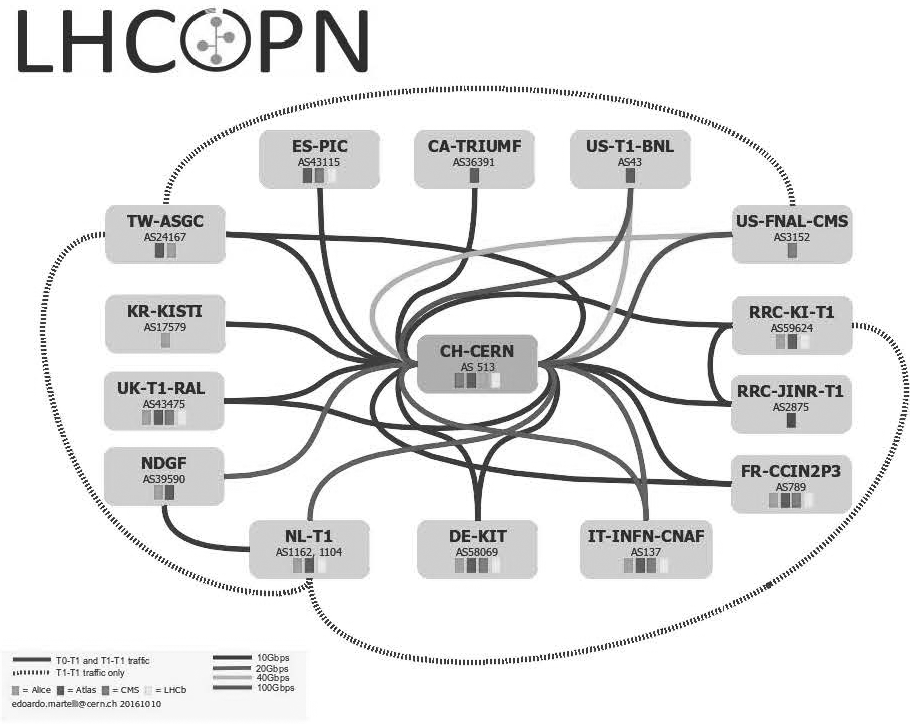 LHCOPN
ES-PIC
AS43115
CA-TRIUMF
AS36391
US-T1-BNL
AS43
TW-ASGC
AS24167
US-FNAL-CMS
AS3152
KR-KISTI
AS17579
RRC-KI-T1
AS59624
CH-CERN
AS 513
UK-T1-RAL
AS43475
RRC-JINR-T1
AS2875
NDGF
AS39590
FR-CCIN2P3
AS789
NL-T1
AS1162, 1104
DE-KIT
AS58069
IT-INFN-CNAF
AS137
T0-T1 and T1-T1 traffic
T1-T1 traffic only
= Alice = Atlas = CMS = LHCb
edoardo.martelli@cern.ch 20161010
10Gbps
20Gbps
40Gbps
100Gbps